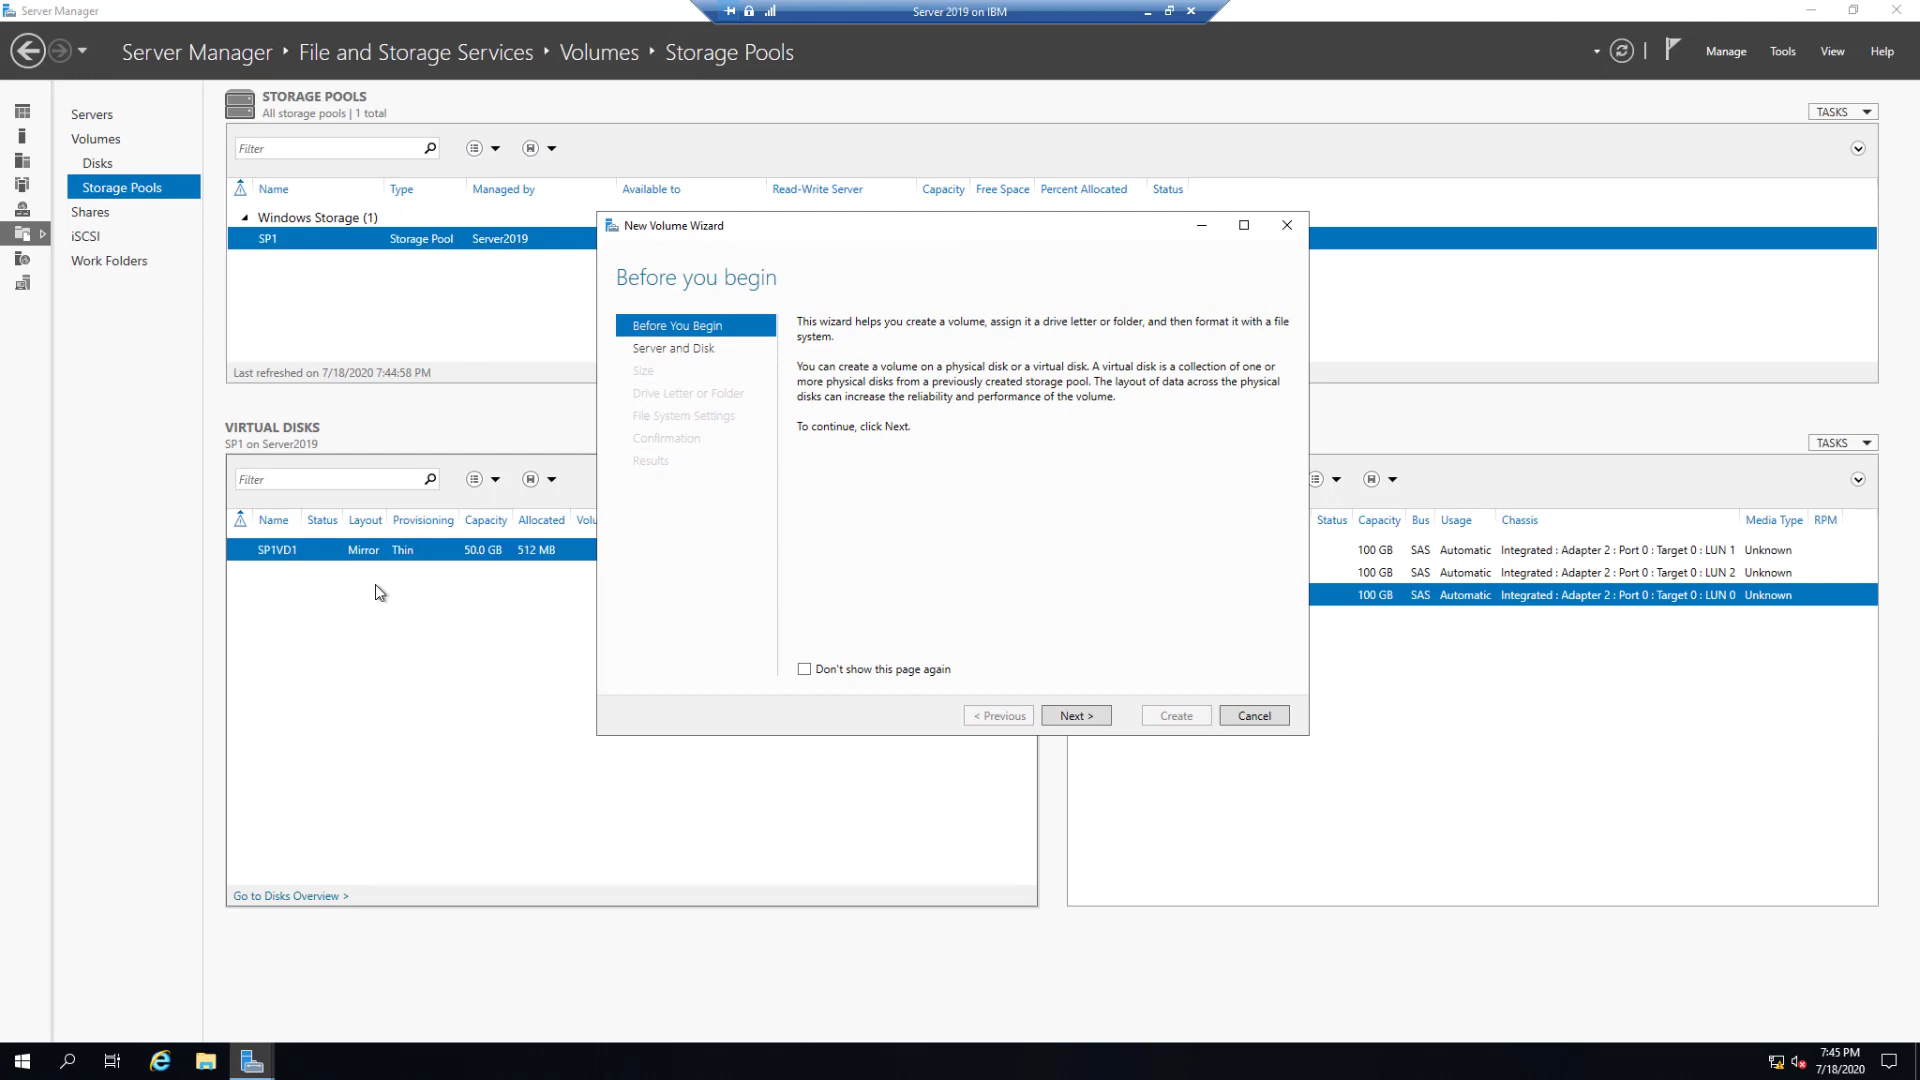 Server Manager
Server 2019 on IBM
Server Manager • File and Storage Services • Volumes • Storage Pools
Manage
Tools
View
Help
Servers
Volumes
Disks
Storage Pools
Shares
iSCSI
Work Folders
STORAGE POOLS
All storage pools | 1 total
TASKS
Filter
Name Type Managed by Available to Read-Write Server Capacity Free Space Percent Allocated Status
Windows Storage (1)
SP1 Storage Pool Server2019
Last refreshed on 7/18/2020 7:44:58 PM
New Volume Wizard
Before you begin
Before You Begin
Server and Disk
Size
Drive Letter or Folder
File System Settings
Confirmation
Results
This wizard helps you create a volume, assign it a drive letter or folder, and then format it with a file
system.
You can create a volume on a physical disk or a virtual disk. A virtual disk is a collection of one or
more physical disks from a previously created storage pool. The layout of data across the physical
disks can increase the reliability and performance of the volume.
To continue, click Next.
Don't show this page again
< Previous
Next >
Create
Cancel
VIRTUAL DISKS
SP1 on Server2019
Filter
Name Status Layout Provisioning Capacity Allocated Volu
SP1VD1 Mirror Thin 50.0 GB 512 MB
Go to Disks Overview >
TASKS
Status Capacity Bus Usage Chassis Media Type RPM
100 GB SAS Automatic Integrated : Adapter 2 : Port 0 : Target 0 : LUN 1 Unknown
100 GB SAS Automatic Integrated : Adapter 2 : Port 0 : Target 0 : LUN 2 Unknown
100 GB SAS Automatic Integrated : Adapter 2 : Port 0 : Target 0 : LUN 0 Unknown
7:45 PM
7/18/2020